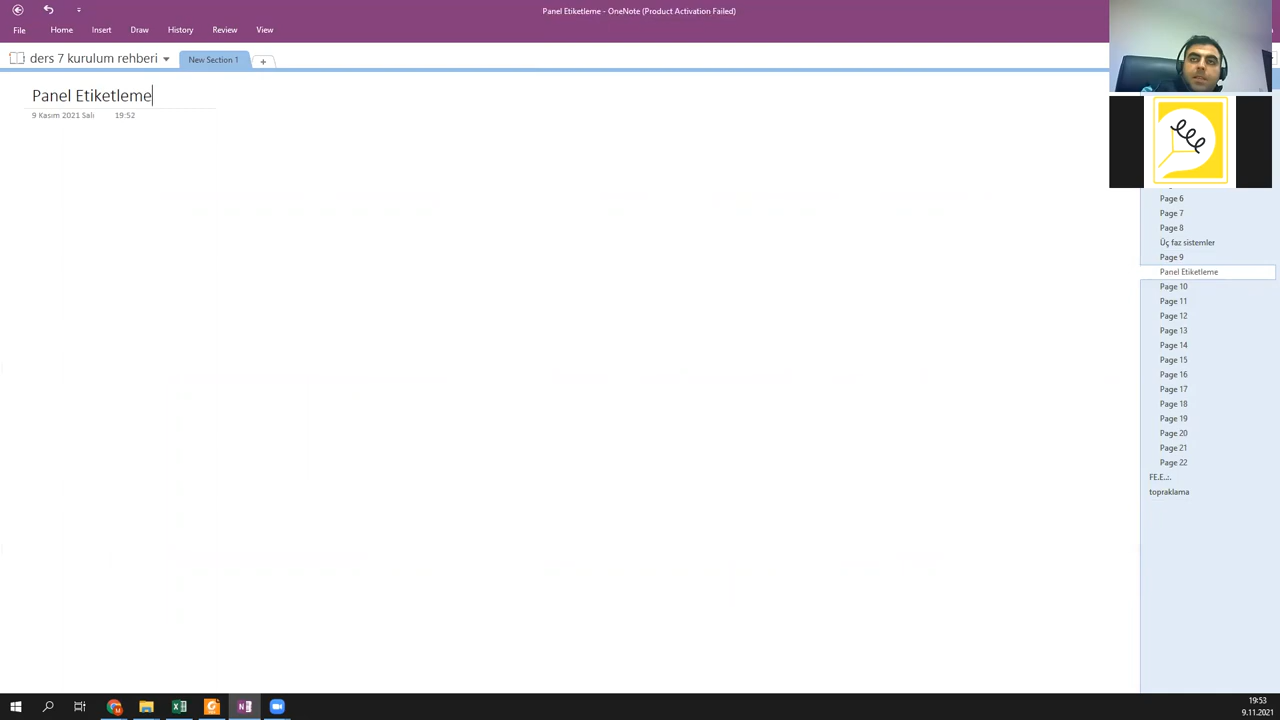 Panel Etiketleme - OneNote (Product Activation Failed)
File Home Insert Draw History Review View
ders 7 kurulum rehberi New Section 1 +
Panel Etiketleme
9 Kasım 2021 Salı 19:52
Page 6
Page 7
Page 8
Üç faz sistemler
Page 9
Panel Etiketleme
Page 10
Page 11
Page 12
Page 13
Page 14
Page 15
Page 16
Page 17
Page 18
Page 19
Page 20
Page 21
Page 22
FE.E..:.
topraklama
19:53
9.11.2021